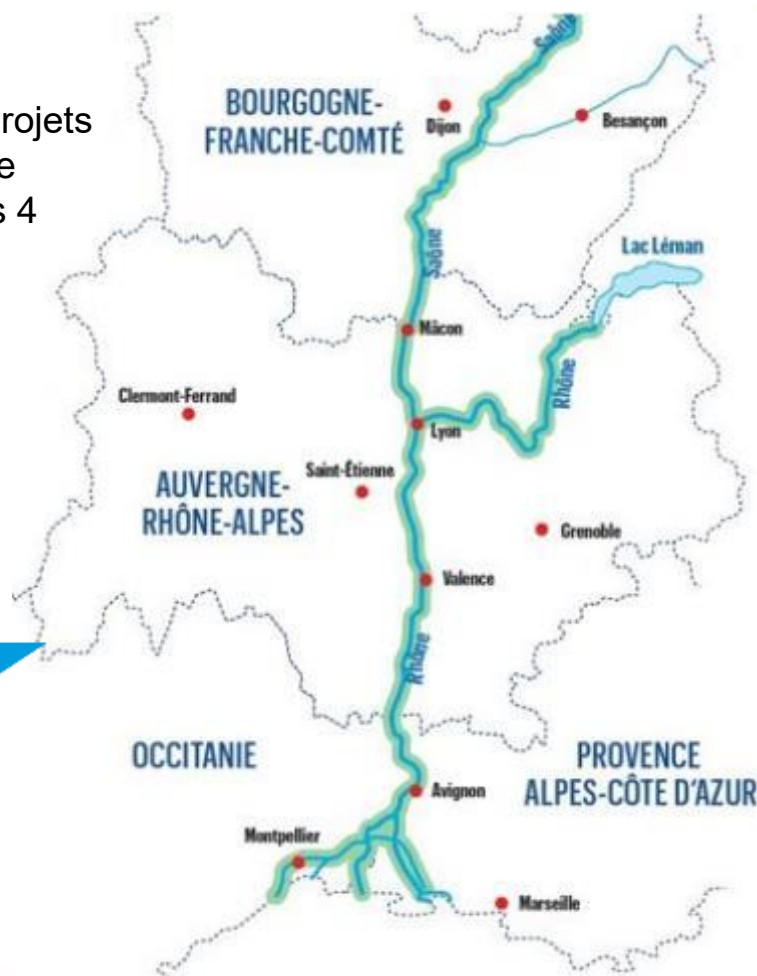 rojets
e
s 4
Saône
BOURGOGNE-
FRANCHE-COMTÉ
Dijon
Besançon
Saône
Lac Léman
Mâcon
Rhône
Clermont-Ferrand
Lyon
Saint-Étienne
AUVERGNE-
RHÔNE-ALPES
Grenoble
Valence
Rhône
OCCITANIE
PROVENCE
ALPES-CÔTE D'AZUR
Avignon
Montpellier
Marseille